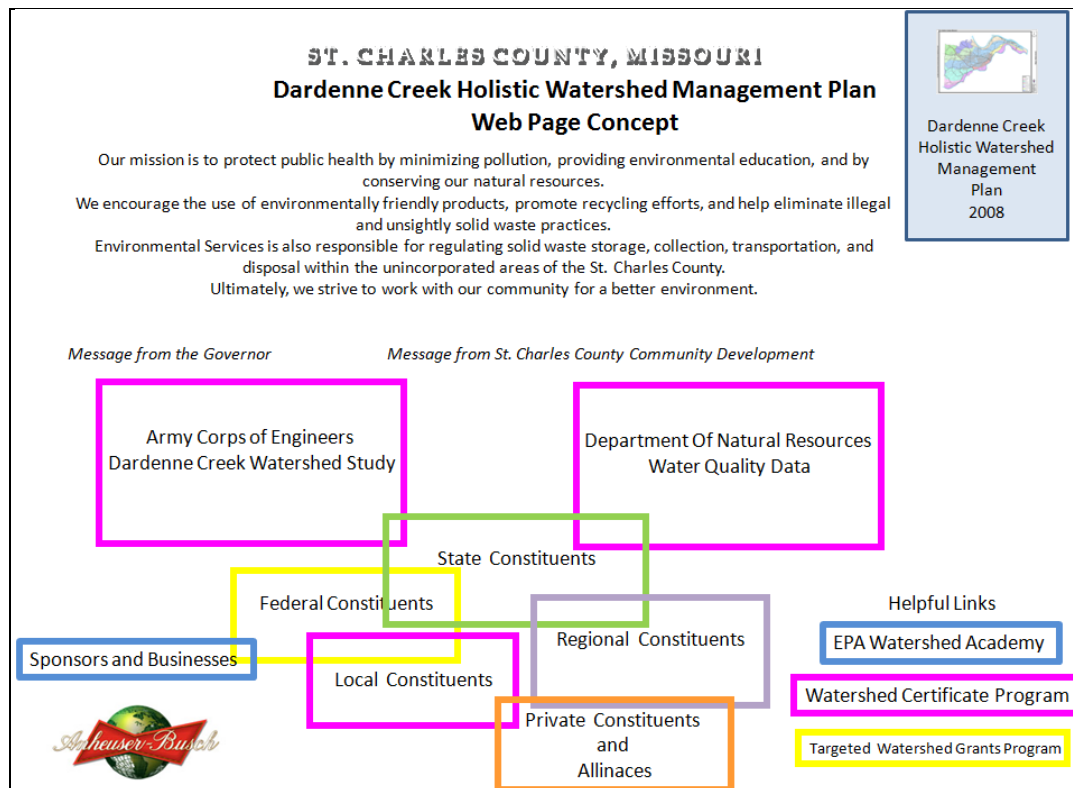 ST. CHARLES COUNTY, MISSOURI
Dardenne Creek Holistic Watershed Management Plan
Web Page Concept
Dardenne Creek
Holistic Watershed
Management
Plan
2008
Our mission is to protect public health by minimizing pollution, providing environmental education, and by
conserving our natural resources.
We encourage the use of environmentally friendly products, promote recycling efforts, and help eliminate illegal
and unsightly solid waste practices.
Environmental Services is also responsible for regulating solid waste storage, collection, transportation, and
disposal within the unincorporated areas of the St. Charles County.
Ultimately, we strive to work with our community for a better environment.
Message from the Governor
Message from St. Charles County Community Development
Army Corps of Engineers
Dardenne Creek Watershed Study
Department Of Natural Resources
Water Quality Data
State Constituents
Federal Constituents
Regional Constituents
Sponsors and Businesses
Local Constituents
Private Constituents
and
Allinaces
Helpful Links
EPA Watershed Academy
Watershed Certificate Program
Targeted Watershed Grants Program
Anheuser-Busch